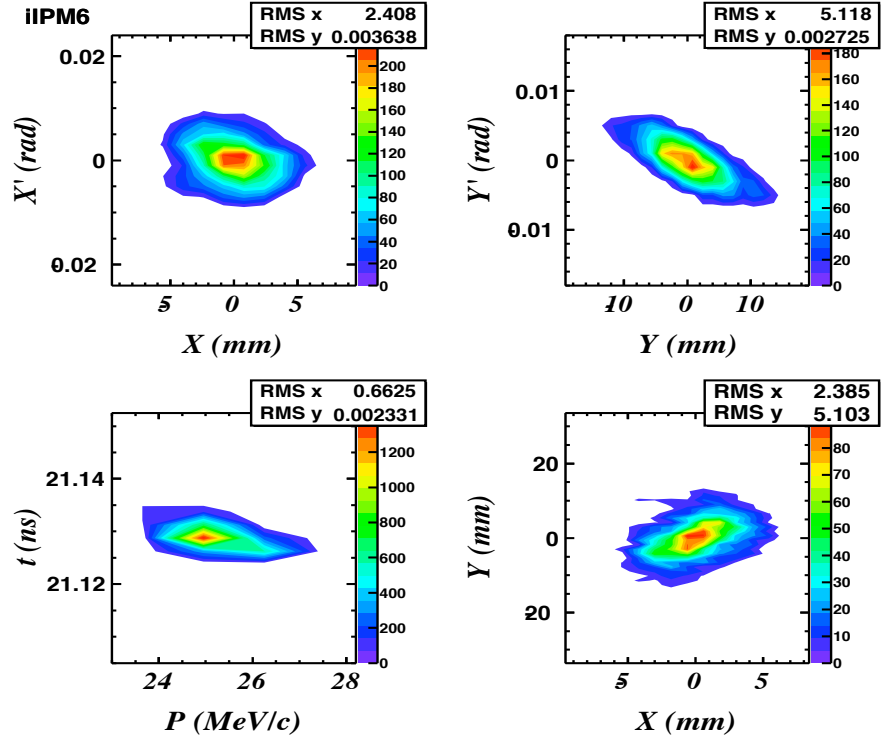 iIPM6
RMS x 2.408
RMS y 0.003638
0.02
0
-0.02
X' (rad)
-5 0 5
X (mm)
200
180
160
140
120
100
80
60
40
20
0
RMS x 5.118
RMS y 0.002725
0.01
0
-0.01
Y' (rad)
-10 0 10
Y (mm)
180
160
140
120
100
80
60
40
20
0
RMS x 0.6625
RMS y 0.002331
21.14
21.12
t (ns)
24 26 28
P (MeV/c)
1200
1000
800
600
400
200
0
RMS x 2.385
RMS y 5.103
20
0
-20
Y (mm)
-5 0 5
X (mm)
80
70
60
50
40
30
20
10
0